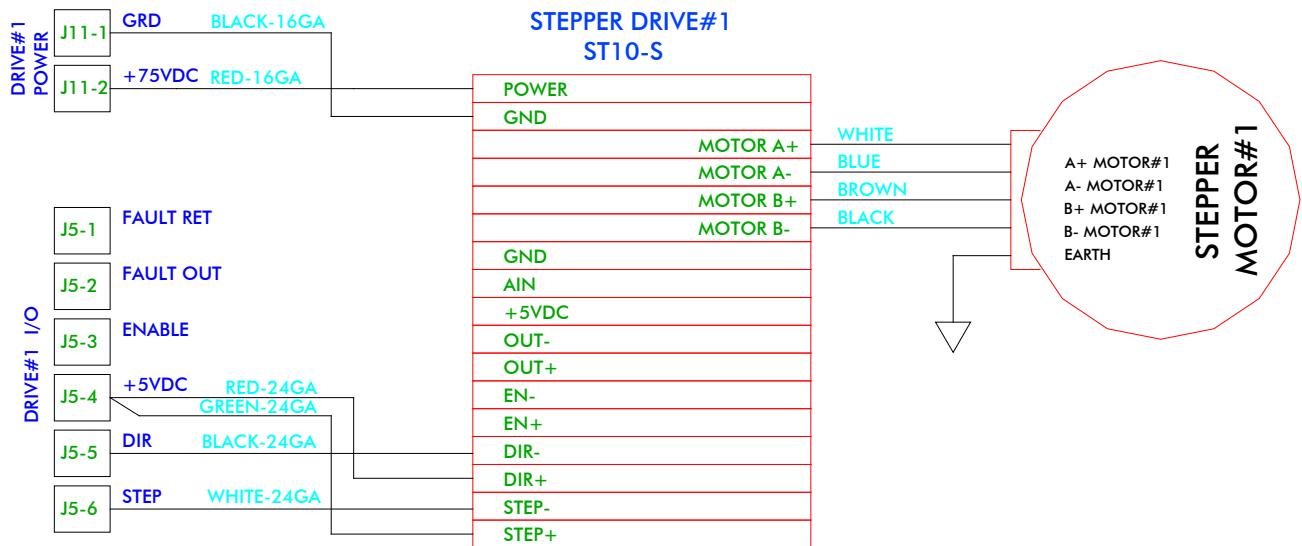 STEPPER DRIVE#1
ST10-S
DRIVE#1
POWER
J11-1
GRD
BLACK-16GA
J11-2
+75VDC
RED-16GA
DRIVE#1 I/O
J5-1
FAULT RET
J5-2
FAULT OUT
J5-3
ENABLE
J5-4
+5VDC
RED-24GA
GREEN-24GA
J5-5
DIR
BLACK-24GA
J5-6
STEP
WHITE-24GA
POWER
GND
MOTOR A+
MOTOR A-
MOTOR B+
MOTOR B-
GND
AIN
+5VDC
OUT-
OUT+
EN-
EN+
DIR-
DIR+
STEP-
STEP+
WHITE
BLUE
BROWN
BLACK
A+ MOTOR#1
A- MOTOR#1
B+ MOTOR#1
B- MOTOR#1
EARTH
STEPPER
MOTOR#1